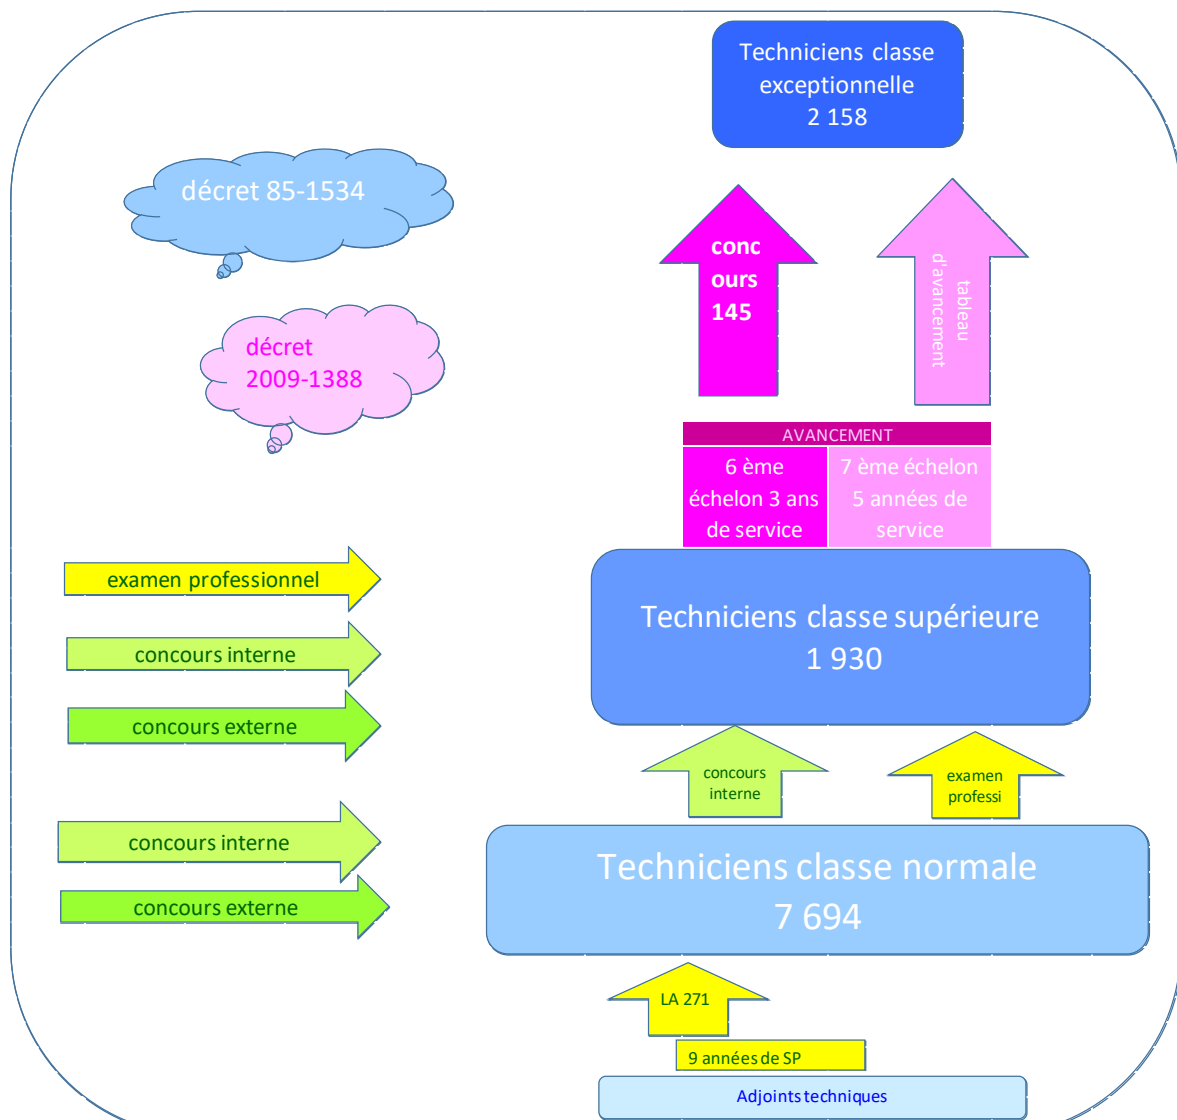 Techniciens classe
exceptionnelle
2 158
décret 85-1534
conc
ours
145
tableau
d'avancement
décret
2009-1388
AVANCEMENT
6 ème
échelon 3 ans
de service
7 ème échelon
5 années de
service
examen professionnel
concours interne
concours externe
Techniciens classe supérieure
1 930
concours
interne
examen
professi
concours interne
concours externe
Techniciens classe normale
7 694
LA 271
9 années de SP
Adjoints techniques